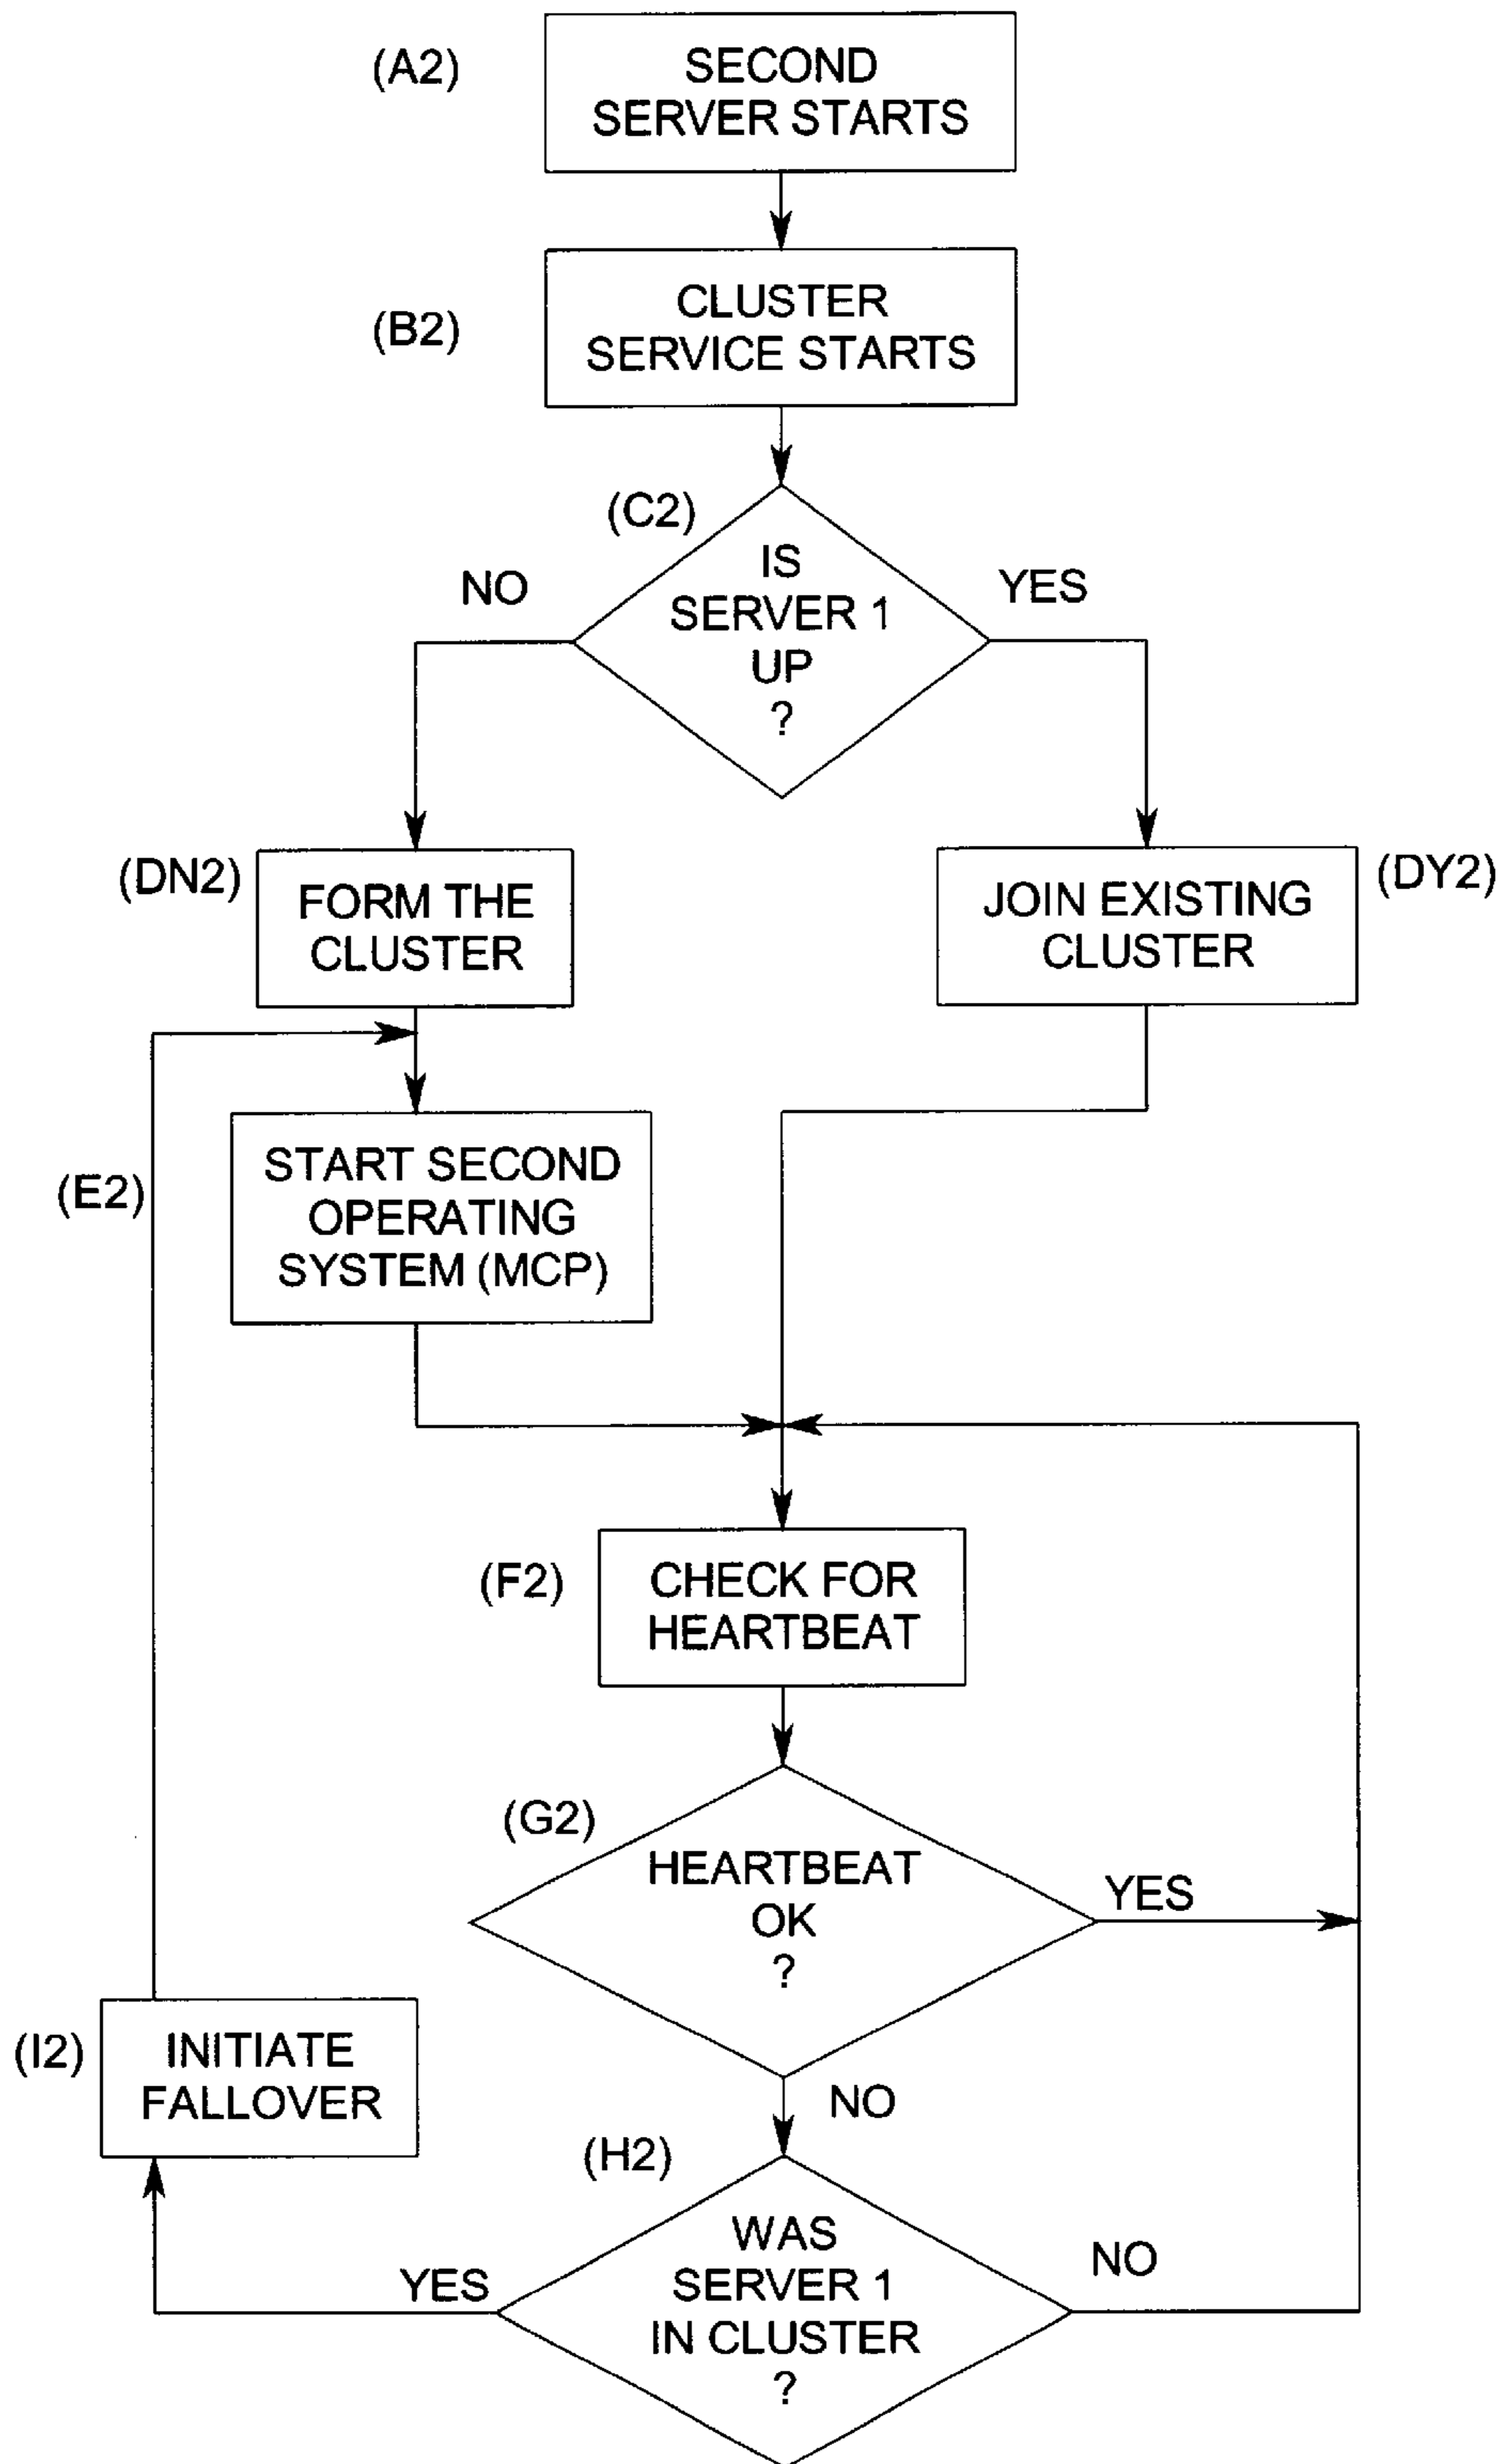 (A2)
SECOND
SERVER STARTS
(B2)
CLUSTER
SERVICE STARTS
(C2)
IS
SERVER 1
UP
?
NO
YES
(DN2)
FORM THE
CLUSTER
JOIN EXISTING
CLUSTER
(DY2)
(E2)
START SECOND
OPERATING
SYSTEM (MCP)
(F2)
CHECK FOR
HEARTBEAT
(G2)
HEARTBEAT
OK
?
YES
NO
(I2)
INITIATE
FALLOVER
(H2)
WAS
SERVER 1
IN CLUSTER
?
YES
NO